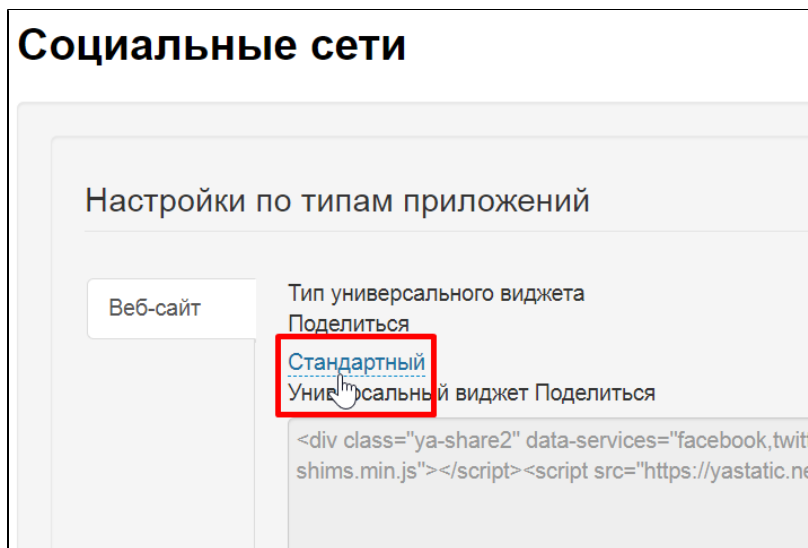 Социальные сети
Настройки по типам приложений
Веб-сайт
Тип универсального виджета
Поделиться
Стандартный
Универсальный виджет Поделиться
<div class="ya-share2" data-services="facebook,twitt
shims.min.js"></script><script src="https://yastatic.ne